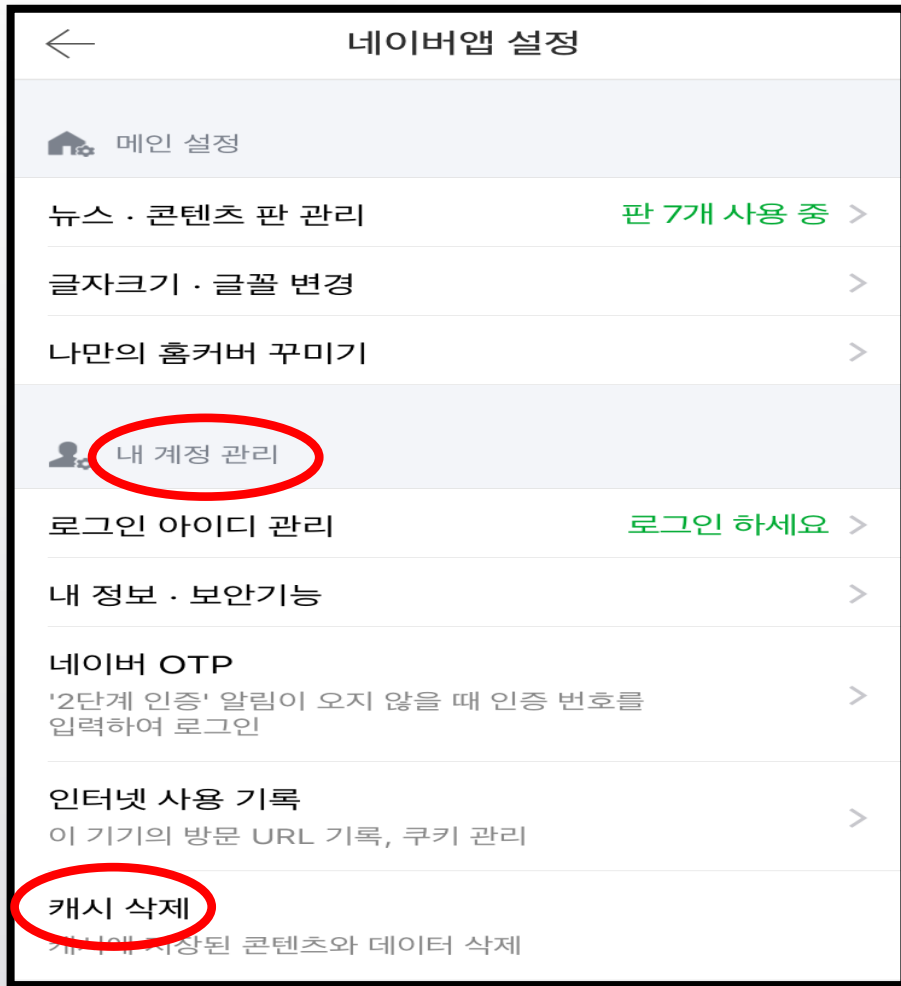 네이버앱 설정
메인 설정
뉴스 · 콘텐츠 판 관리 판 7개 사용 중 >
글자크기 · 글꼴 변경 >
나만의 홈커버 꾸미기 >
내 계정 관리
로그인 아이디 관리 로그인 하세요 >
내 정보 · 보안기능 >
네이버 OTP
'2단계 인증' 알림이 오지 않을 때 인증 번호를
입력하여 로그인
인터넷 사용 기록
이 기기의 방문 URL 기록, 쿠키 관리
캐시 삭제
캐시에 저장된 콘텐츠와 데이터 삭제